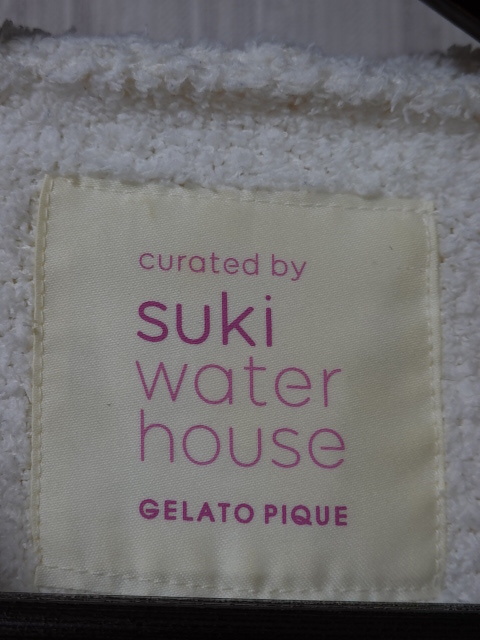 curated by
suki
water
house
GELATO PIQUE